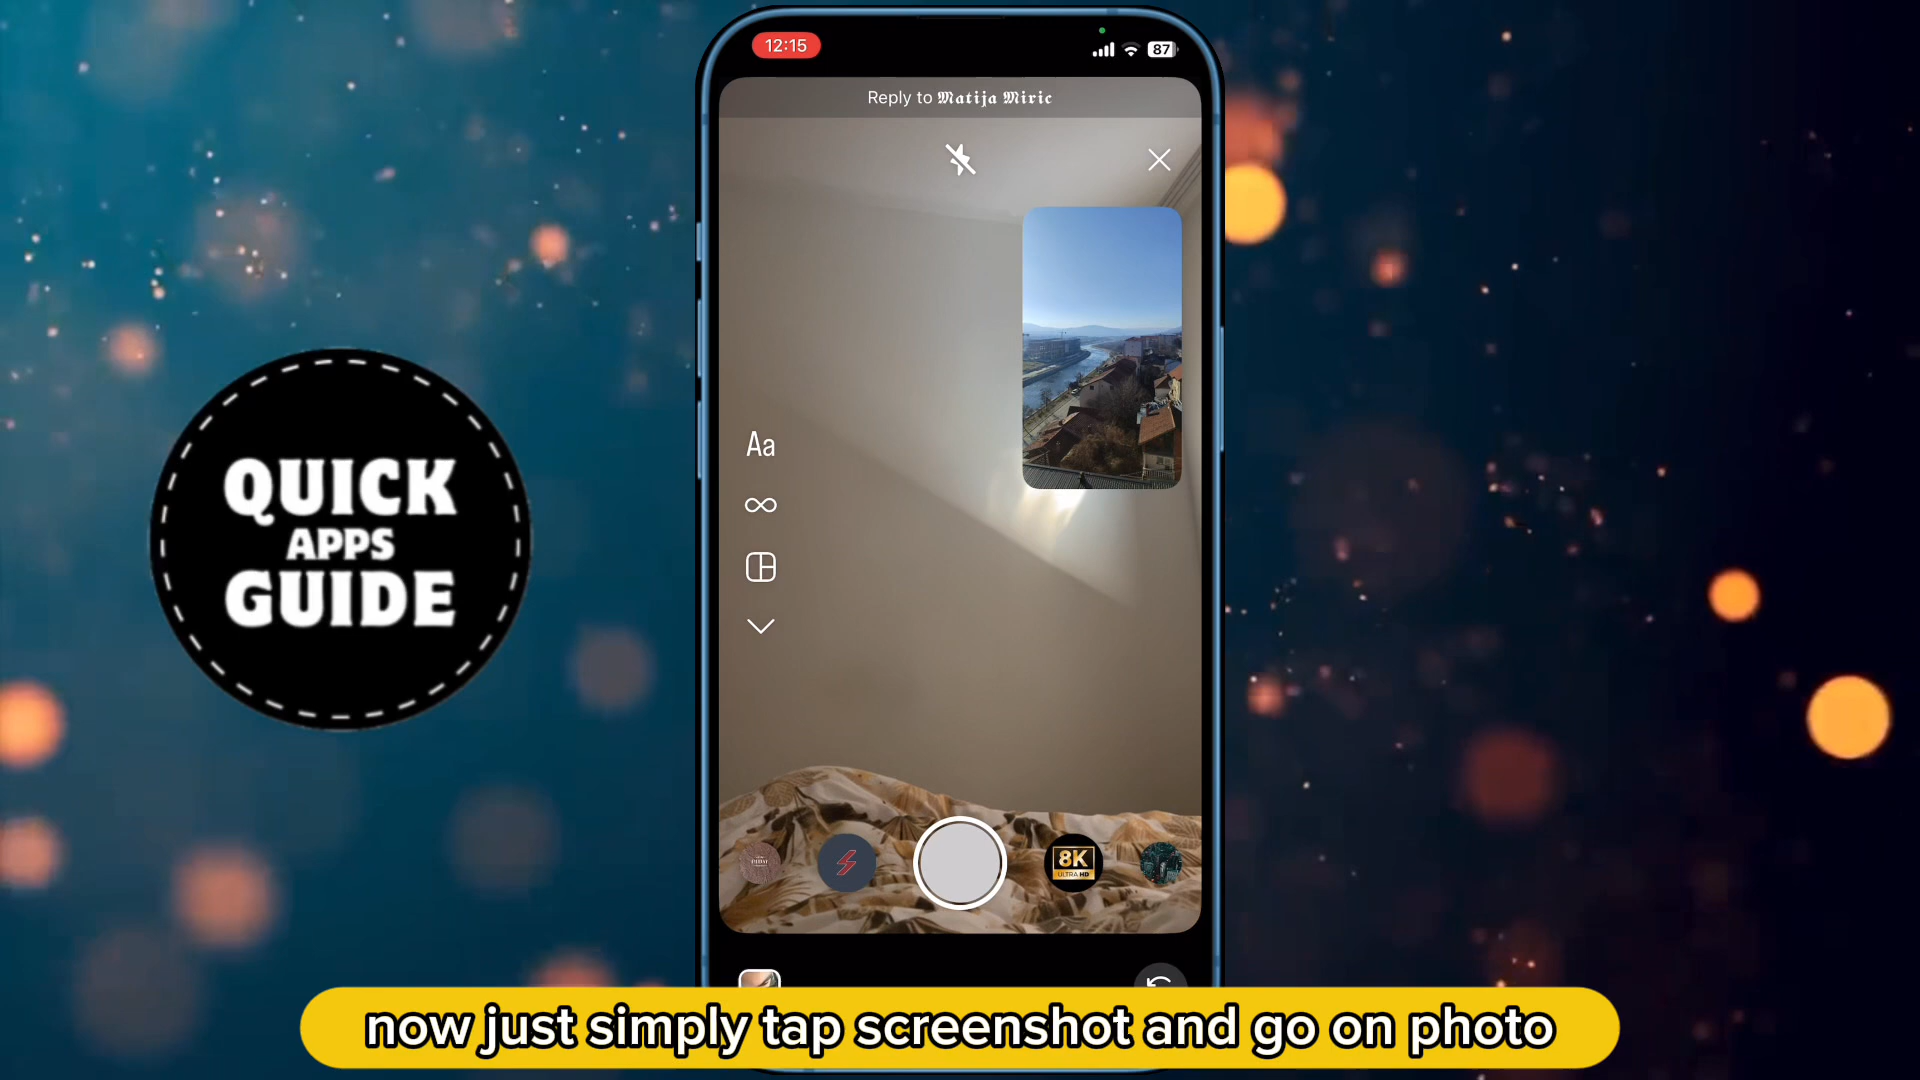 12:15
87
Reply to 𝕸𝖆𝖙𝖎𝖏𝖆 𝕸𝖎𝖗𝖎𝖈
Aa
QUICK
APPS
GUIDE
8K
ULTRA HD
now just simply tap screenshot and go on photo